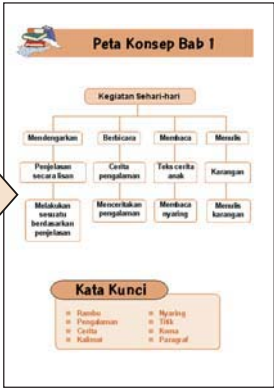 Peta Konsep Bab 1
Kegiatan Sehari-hari
Mendengarkan Berbicara Membaca Menulis
Penjelasan
secara lisan
Cerita
pengalaman
Teks cerita
anak
Karangan
Melakukan
sesuatu
berdasarkan
penjelasan
Menceritakan
pengalaman
Membaca
nyaring
Menulis
karangan
Kata Kunci
Rambu
Pengalaman
Cerita
Kalimat
Nyaring
Titik
Koma
Paragraf